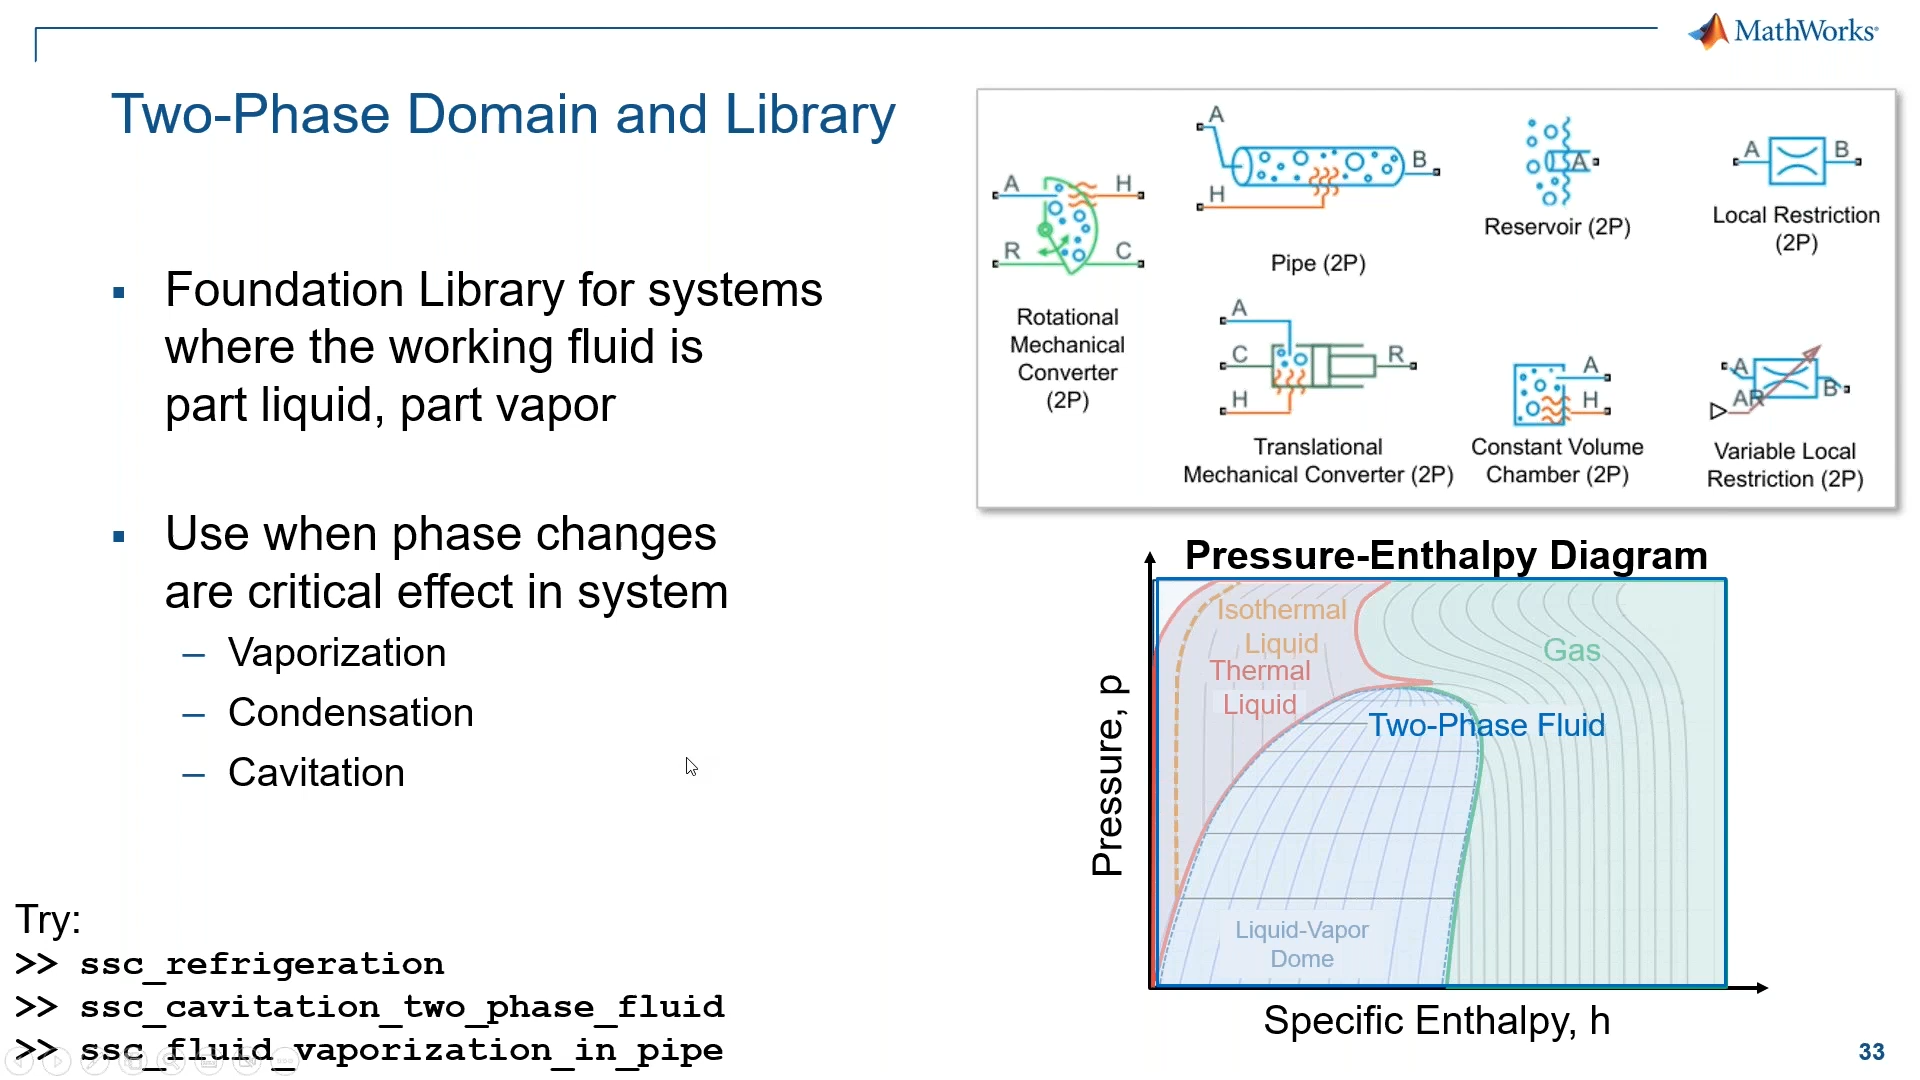 MathWorks®
Two-Phase Domain and Library
▪ Foundation Library for systems
where the working fluid is
part liquid, part vapor
▪ Use when phase changes
are critical effect in system
– Vaporization
– Condensation
– Cavitation
Try:
>> ssc_refrigeration
>> ssc_cavitation_two_phase_fluid
>> ssc_fluid_vaporization_in_pipe
A H
R C
Rotational
Mechanical
Converter
(2P)
A
B
H
Pipe (2P)
A
Reservoir (2P)
A B
Local Restriction
(2P)
A
C R
H
Translational
Mechanical Converter (2P)
A
H
Constant Volume
Chamber (2P)
A
B
AR
Variable Local
Restriction (2P)
Pressure-Enthalpy Diagram
Isothermal
Liquid
Thermal
Liquid
Gas
Two-Phase Fluid
Liquid-Vapor
Dome
Pressure, p
Specific Enthalpy, h
33